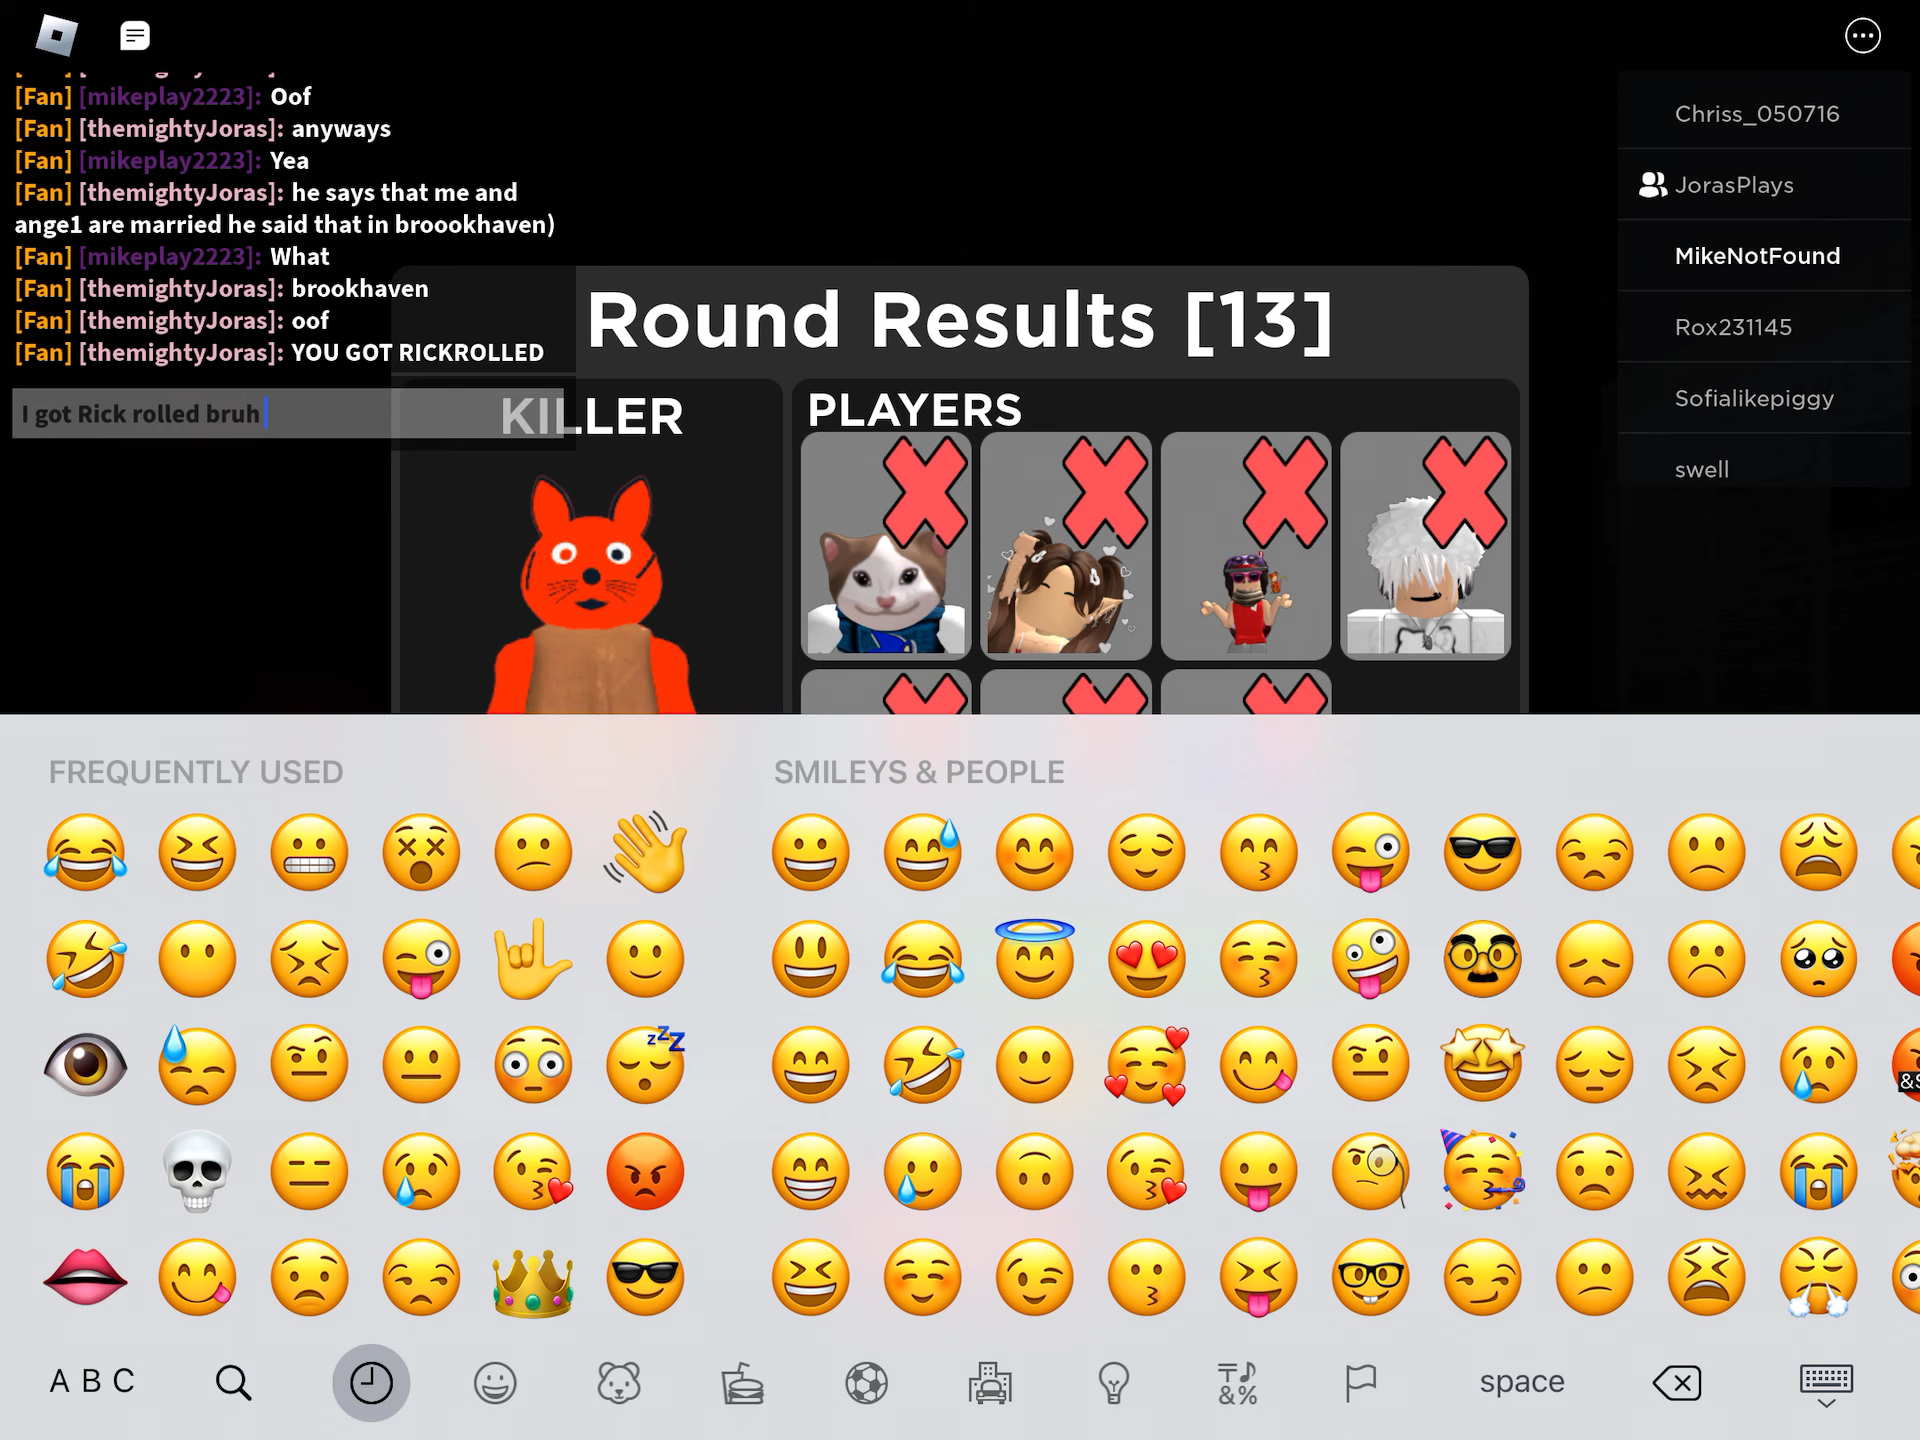 [Fan] [mikeplay2223]: Oof
[Fan] [themightyJoras]: anyways
[Fan] [mikeplay2223]: Yea
[Fan] [themightyJoras]: he says that me and
ange1 are married he said that in broookhaven)
[Fan] [mikeplay2223]: What
[Fan] [themightyJoras]: brookhaven
[Fan] [themightyJoras]: oof
[Fan] [themightyJoras]: YOU GOT RICKROLLED
I got Rick rolled bruh
Round Results [13]
KILLER
PLAYERS
Chriss_050716
JorasPlays
MikeNotFound
Rox231145
Sofialikepiggy
swell
FREQUENTLY USED
SMILEYS & PEOPLE
zZZ
&$
A B C
&%
space